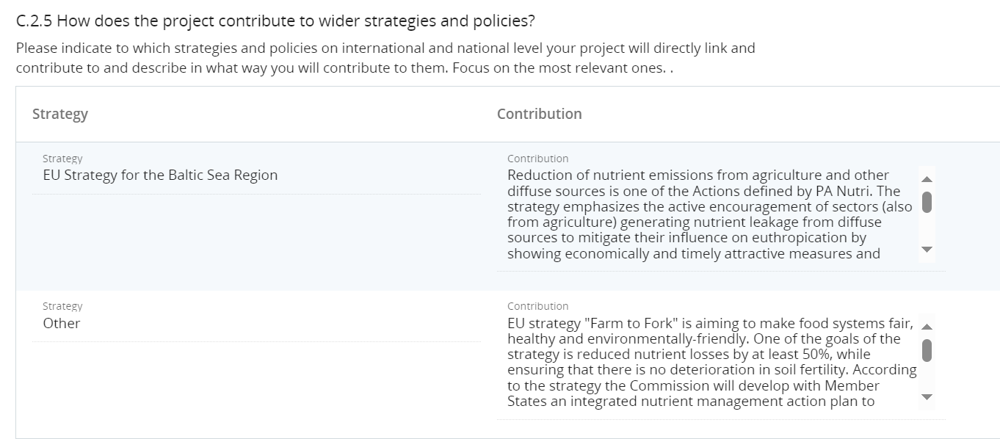 C.2.5 How does the project contribute to wider strategies and policies?
Please indicate to which strategies and policies on international and national level your project will directly link and
contribute to and describe in what way you will contribute to them. Focus on the most relevant ones. .
Strategy
Contribution
Strategy
EU Strategy for the Baltic Sea Region
Contribution
Reduction of nutrient emissions from agriculture and other
diffuse sources is one of the Actions defined by PA Nutri. The
strategy emphasizes the active encouragement of sectors (also
from agriculture) generating nutrient leakage from diffuse
sources to mitigate their influence on euthropication by
showing economically and timely attractive measures and
Strategy
Other
Contribution
EU strategy "Farm to Fork" is aiming to make food systems fair,
healthy and environmentally-friendly. One of the goals of the
strategy is reduced nutrient losses by at least 50%, while
ensuring that there is no deterioration in soil fertility. According
to the strategy the Commission will develop with Member
States an integrated nutrient management action plan to